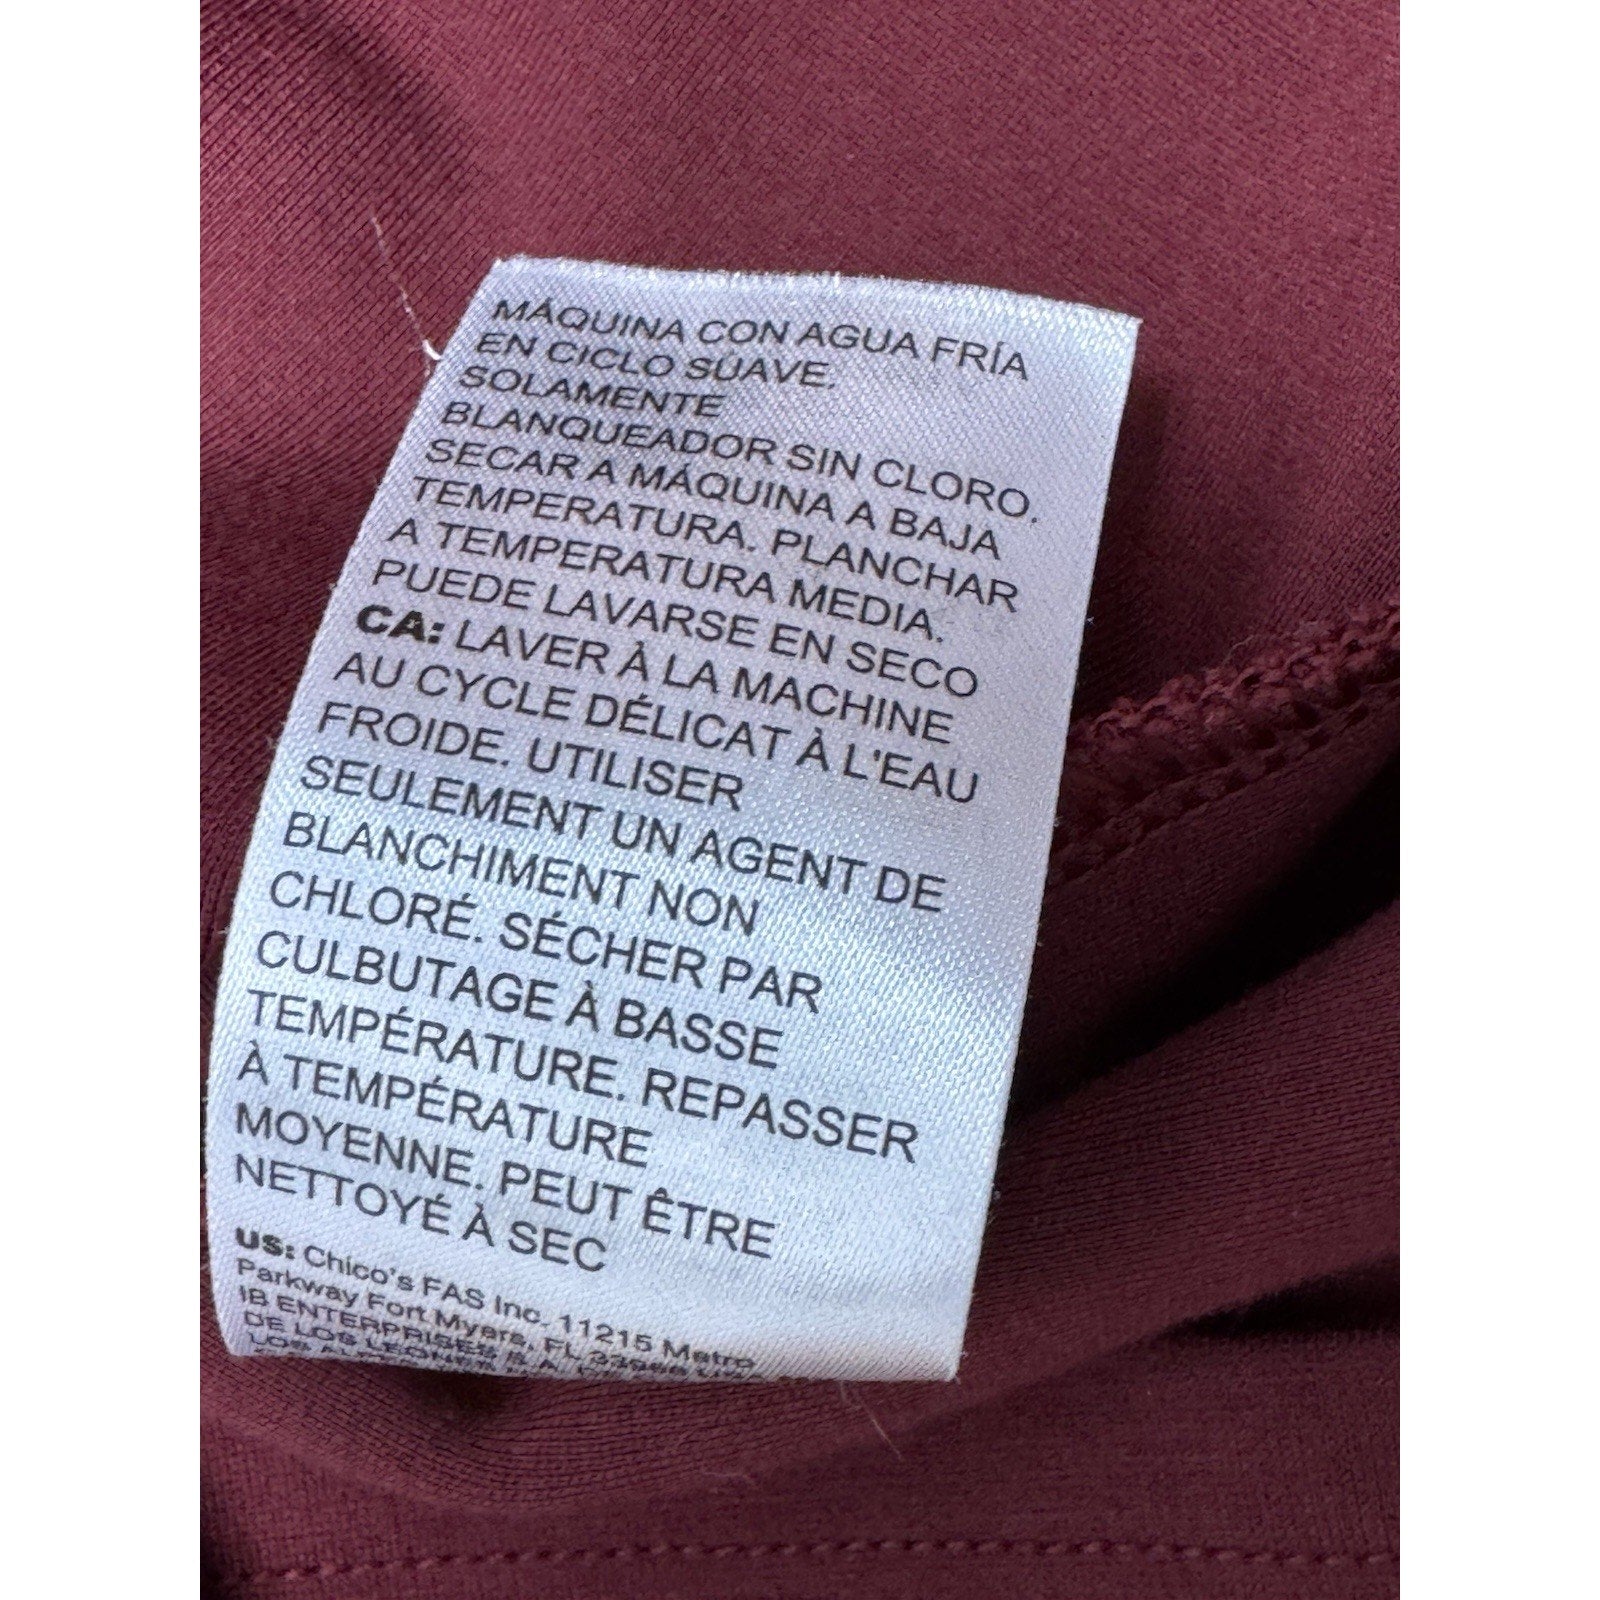 MÁQUINA CON AGUA FRÍA
EN CICLO SUAVE.
SOLAMENTE
BLANQUEADOR SIN CLORO.
SECAR A MÁQUINA A BAJA
TEMPERATURA. PLANCHAR
A TEMPERATURA MEDIA.
PUEDE LAVARSE EN SECO
CA: LAVER À LA MACHINE
AU CYCLE DÉLICAT À L'EAU
FROIDE. UTILISER
SEULEMENT UN AGENT DE
BLANCHIMENT NON
CHLORÉ. SÉCHER PAR
CULBUTAGE À BASSE
TEMPÉRATURE. REPASSER
À TEMPÉRATURE
MOYENNE. PEUT ÊTRE
NETTOYÉ À SEC
US: Chico's FAS Inc. 11215 Metro
Parkway Fort Myers, FL 33966
IB ENTERPRISES S.A.
DE LOS LEONES
LOS